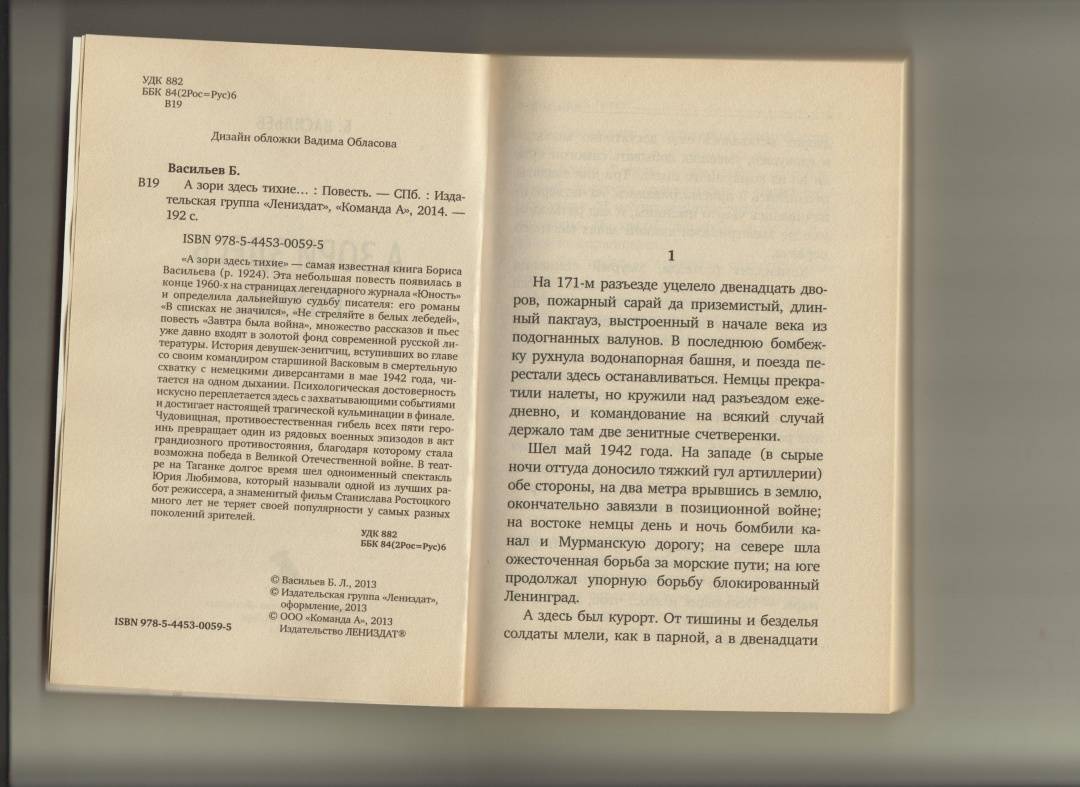 УДК 882
ББК 84(2Рос=Рус)6
В19
Дизайн обложки Вадима Обласова
Васильев Б.
В19 А зори здесь тихие... : Повесть. — СПб. : Изда-
тельская группа «Лениздат», «Команда А», 2014. —
192 с.
ISBN 978-5-4453-0059-5
«А зори здесь тихие» — самая известная книга Бориса
Васильева (р. 1924). Эта небольшая повесть появилась в
конце 1960-х на страницах легендарного журнала «Юность»
и определила дальнейшую судьбу писателя: его романы
«В списках не значился», «Не стреляйте в белых лебедей»,
повесть «Завтра была война», множество рассказов и пьес
уже давно входят в золотой фонд современной русской ли-
тературы. История девушек-зенитчиц, вступивших во главе
со своим командиром старшиной Васковым в смертельную
схватку с немецкими диверсантами в мае 1942 года, чи-
тается на одном дыхании. Психологическая достоверность
искусно переплетается здесь с захватывающими событиями
и достигает настоящей трагической кульминации в финале.
Чудовищная, противоестественная гибель всех пяти геро-
инь превращает один из рядовых военных эпизодов в акт
грандиозного противостояния, благодаря которому стала
возможна победа в Великой Отечественной войне. В теат-
ре на Таганке долгое время шел одноименный спектакль
Юрия Любимова, который называли одной из лучших ра-
бот режиссера, а знаменитый фильм Станислава Ростоцкого
много лет не теряет своей популярности у самых разных
поколений зрителей.
УДК 882
ББК 84(2Рос=Рус)6
© Васильев Б. Л., 2013
© Издательская группа «Лениздат»,
оформление, 2013
© ООО «Команда А», 2013
ISBN 978-5-4453-0059-5 Издательство ЛЕНИЗДАТ®
1
На 171-м разъезде уцелело двенадцать дво-
ров, пожарный сарай да приземистый, длин-
ный пакгауз, выстроенный в начале века из
подогнанных валунов. В последнюю бомбеж-
ку рухнула водонапорная башня, и поезда пе-
рестали здесь останавливаться. Немцы прекра-
тили налеты, но кружили над разъездом еже-
дневно, и командование на всякий случай
держало там две зенитные счетверенки.
Шел май 1942 года. На западе (в сырые
ночи оттуда доносило тяжкий гул артиллерии)
обе стороны, на два метра врывшись в землю,
окончательно завязли в позиционной войне;
на востоке немцы день и ночь бомбили ка-
нал и Мурманскую дорогу; на севере шла
ожесточенная борьба за морские пути; на юге
продолжал упорную борьбу блокированный
Ленинград.
А здесь был курорт. От тишины и безделья
солдаты млели, как в парной, а в двенадцати